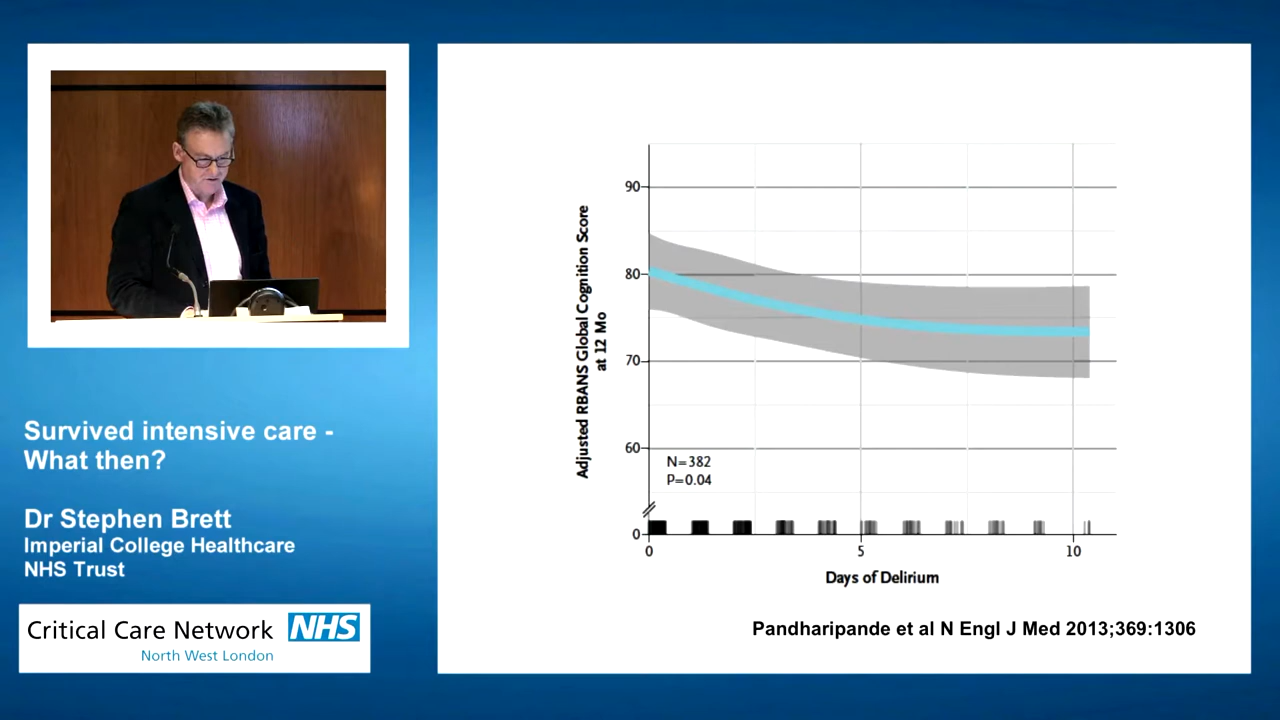 Survived intensive care -
What then?
Dr Stephen Brett
Imperial College Healthcare
NHS Trust
Critical Care Network NHS
North West London
Adjusted RBANS Global Cognition Score
at 12 Mo
90
80
70
60
0
N=382
P=0.04
0 5 10
Days of Delirium
Pandharipande et al N Engl J Med 2013;369:1306